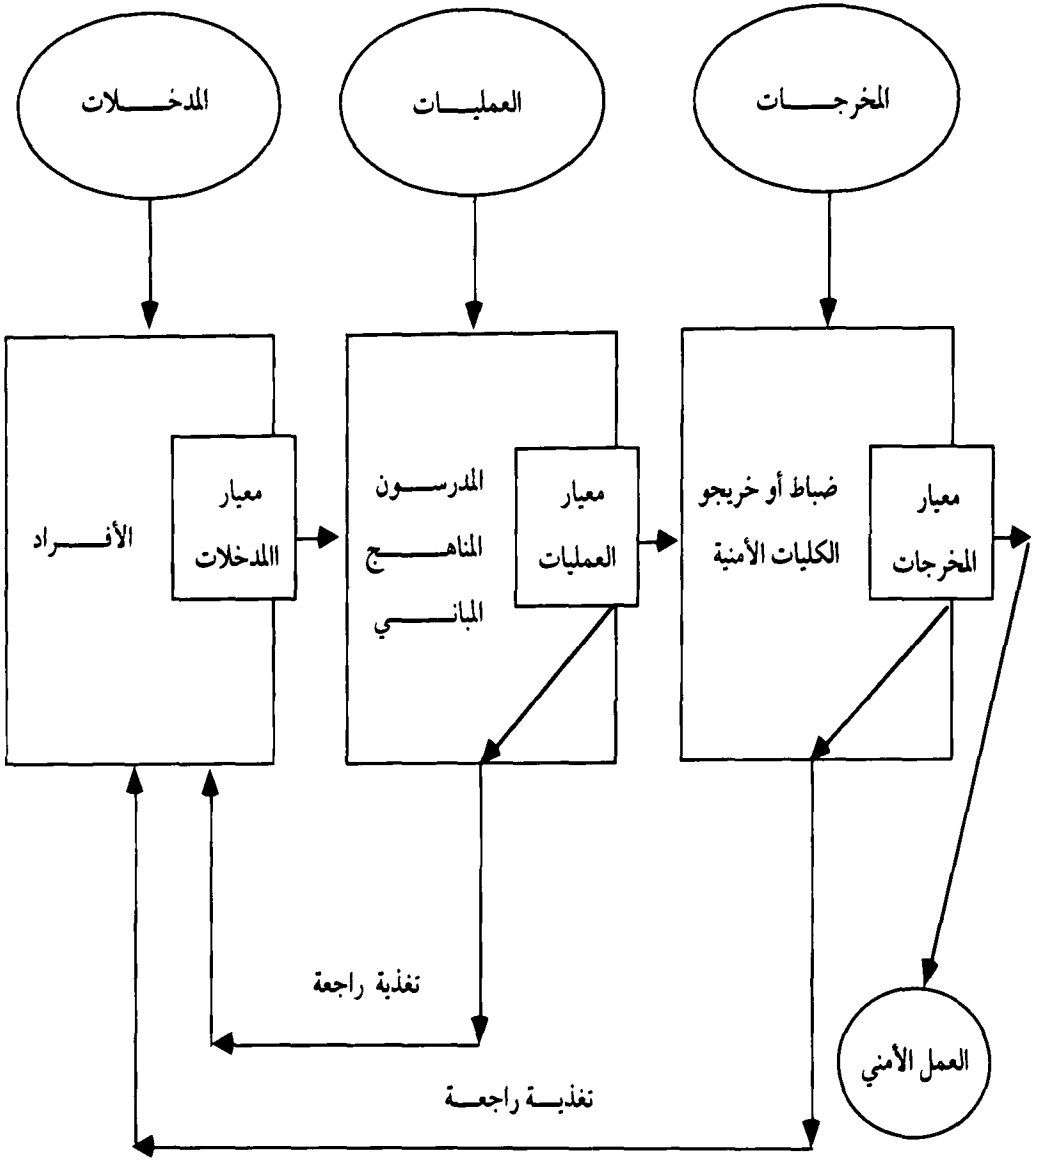 المدخلات
العمليات
المخرجات
الأفراد
معيار
االمدخلات
المدرسون
المناهج
المباني
معيار
العمليات
ضباط أو خريجو
الكليات الأمنية
معيار
المخرجات
تغذية راجعة
تغذية راجعة
العمل الأمني